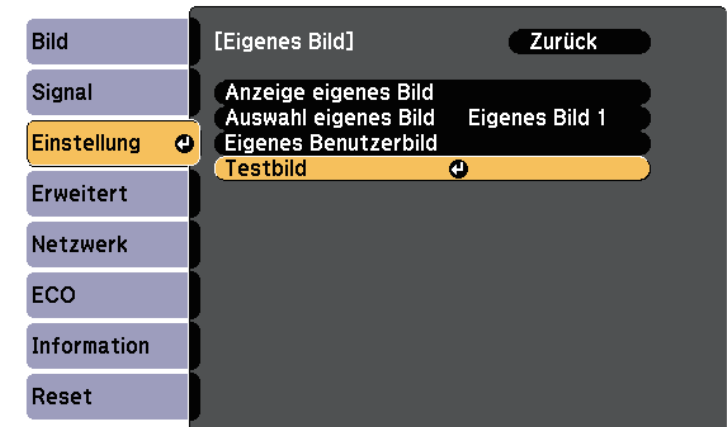 Bild
Signal
Einstellung
Erweitert
Netzwerk
ECO
Information
Reset
[Eigenes Bild] Zurück
Anzeige eigenes Bild
Auswahl eigenes Bild Eigenes Bild 1
Eigenes Benutzerbild
Testbild